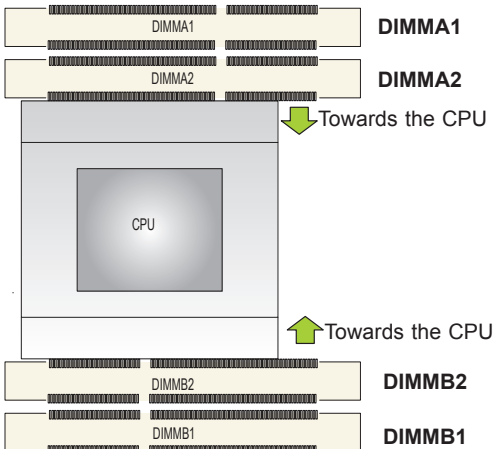 DIMMA1 DIMMA1
DIMMA2 DIMMA2
Towards the CPU
CPU
Towards the CPU
DIMMB2 DIMMB2
DIMMB1 DIMMB1